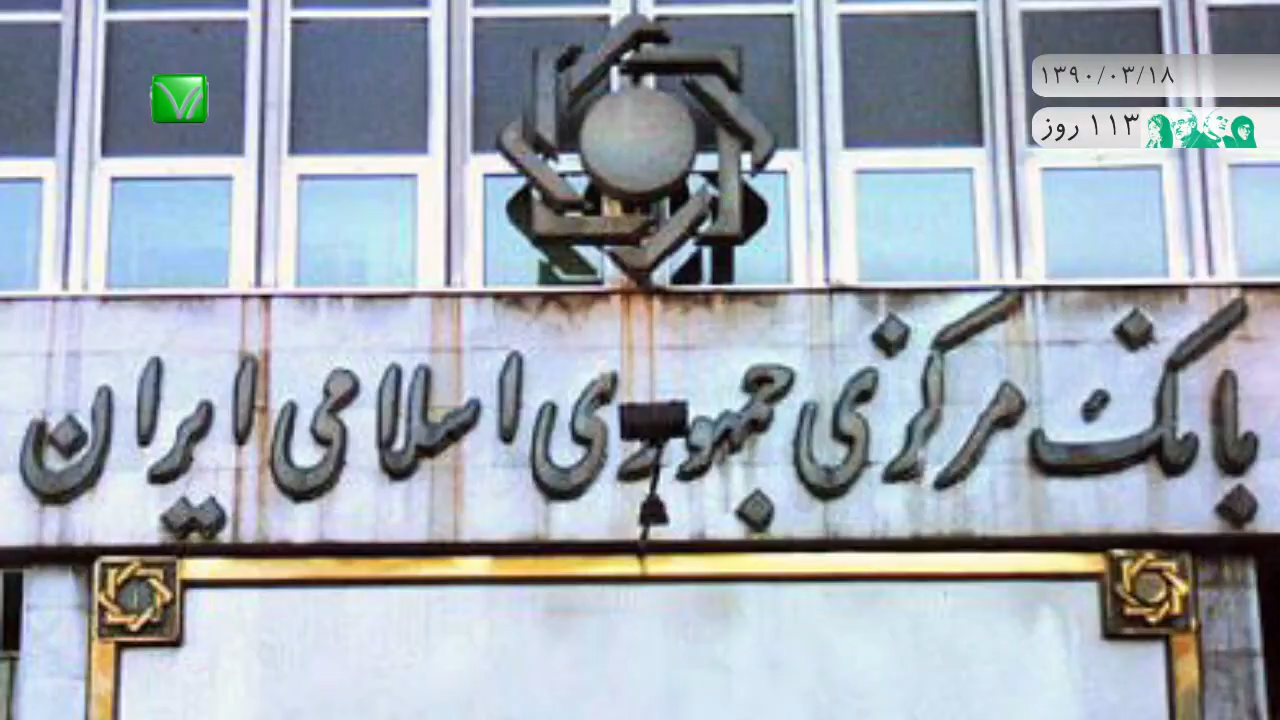 ۱۳۹۰/۰۳/۱۸
۱۱۳ روز
بانک مرکزی جمهوری اسلامی ایران